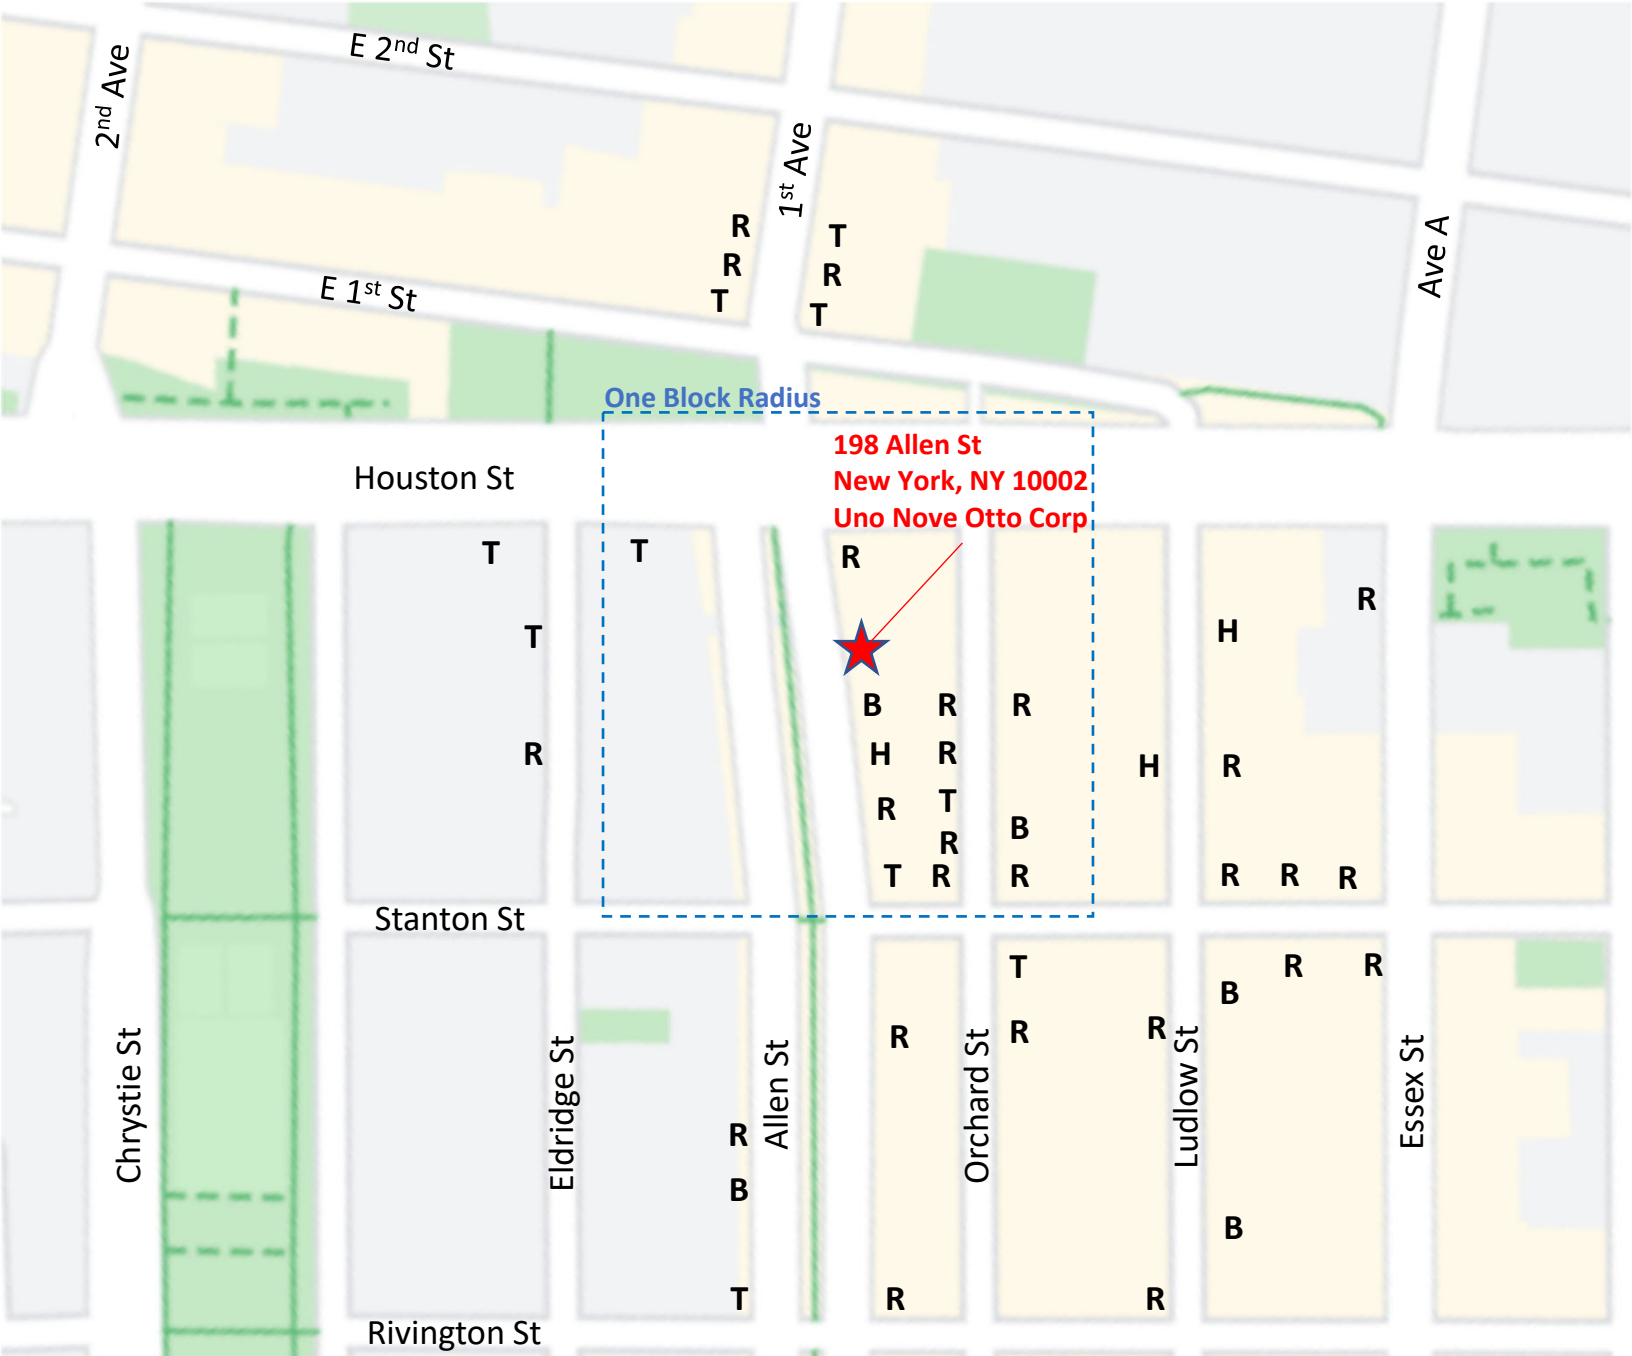 E 2nd St
2nd Ave
1st Ave
R
T
Ave A
R
R
E 1st St
T
T
One Block Radius
198 Allen St
New York, NY 10002
Uno Nove Otto Corp
Houston St
T
T
R
R
T
H
B
R
R
R
H
R
H
R
R
T
B
R
T
R
R
R
R
R
Stanton St
T
R
R
B
R
R
R
Chrystie St
Eldridge St
Allen St
Orchard St
Ludlow St
Essex St
R
B
B
T
R
R
Rivington St